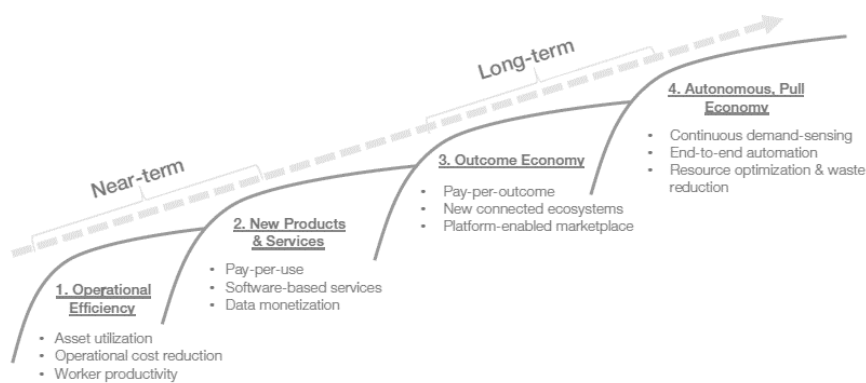 Near-term
Long-term
1. Operational
Efficiency
• Asset utilization
• Operational cost reduction
• Worker productivity
2. New Products
& Services
• Pay-per-use
• Software-based services
• Data monetization
3. Outcome Economy
• Pay-per-outcome
• New connected ecosystems
• Platform-enabled marketplace
4. Autonomous, Pull
Economy
• Continuous demand-sensing
• End-to-end automation
• Resource optimization & waste
reduction